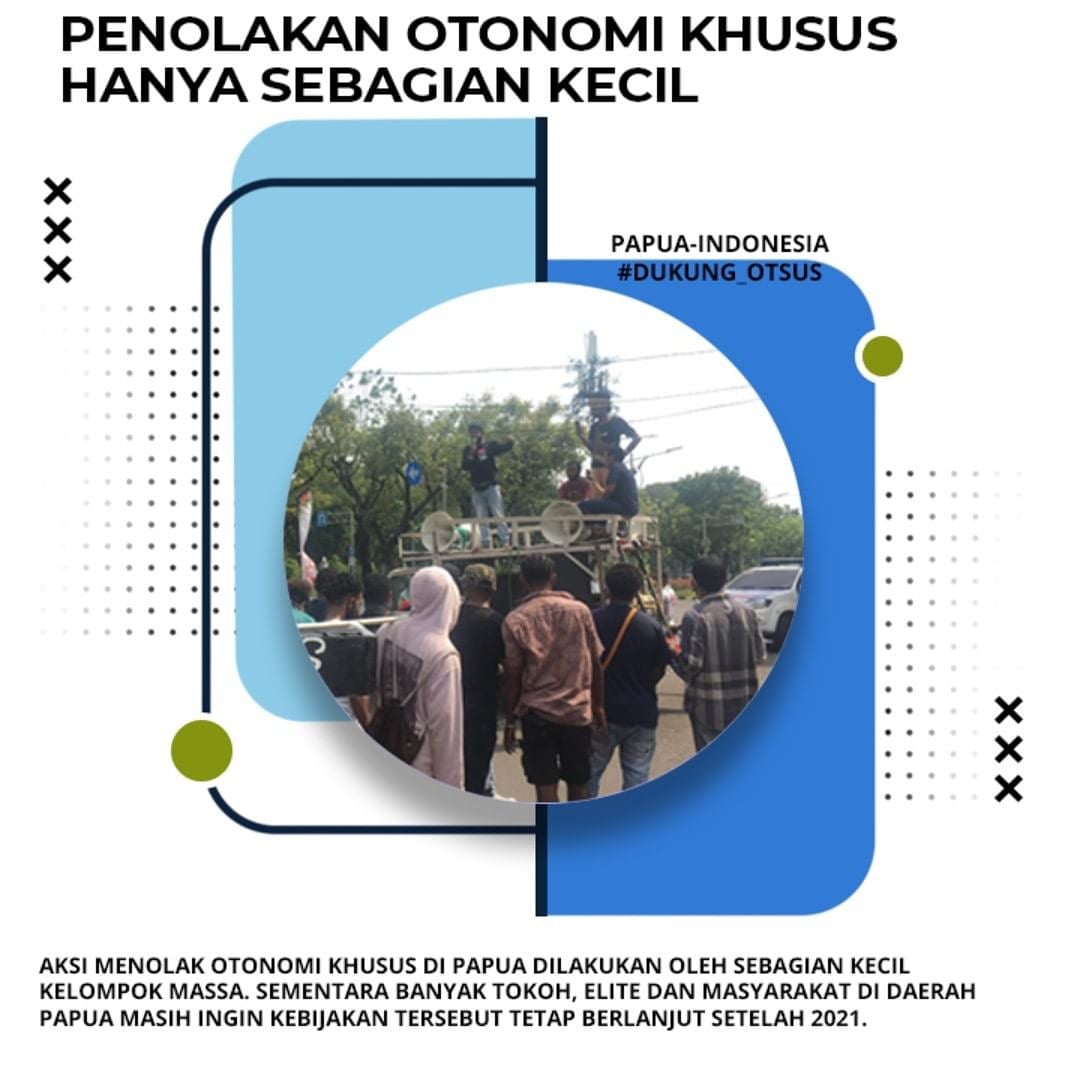 PENOLAKAN OTONOMI KHUSUS
HANYA SEBAGIAN KECIL
PAPUA-INDONESIA
#DUKUNG_OTSUS
AKSI MENOLAK OTONOMI KHUSUS DI PAPUA DILAKUKAN OLEH SEBAGIAN KECIL
KELOMPOK MASSA. SEMENTARA BANYAK TOKOH, ELITE DAN MASYARAKAT DI DAERAH
PAPUA MASIH INGIN KEBIJAKAN TERSEBUT TETAP BERLANJUT SETELAH 2021.